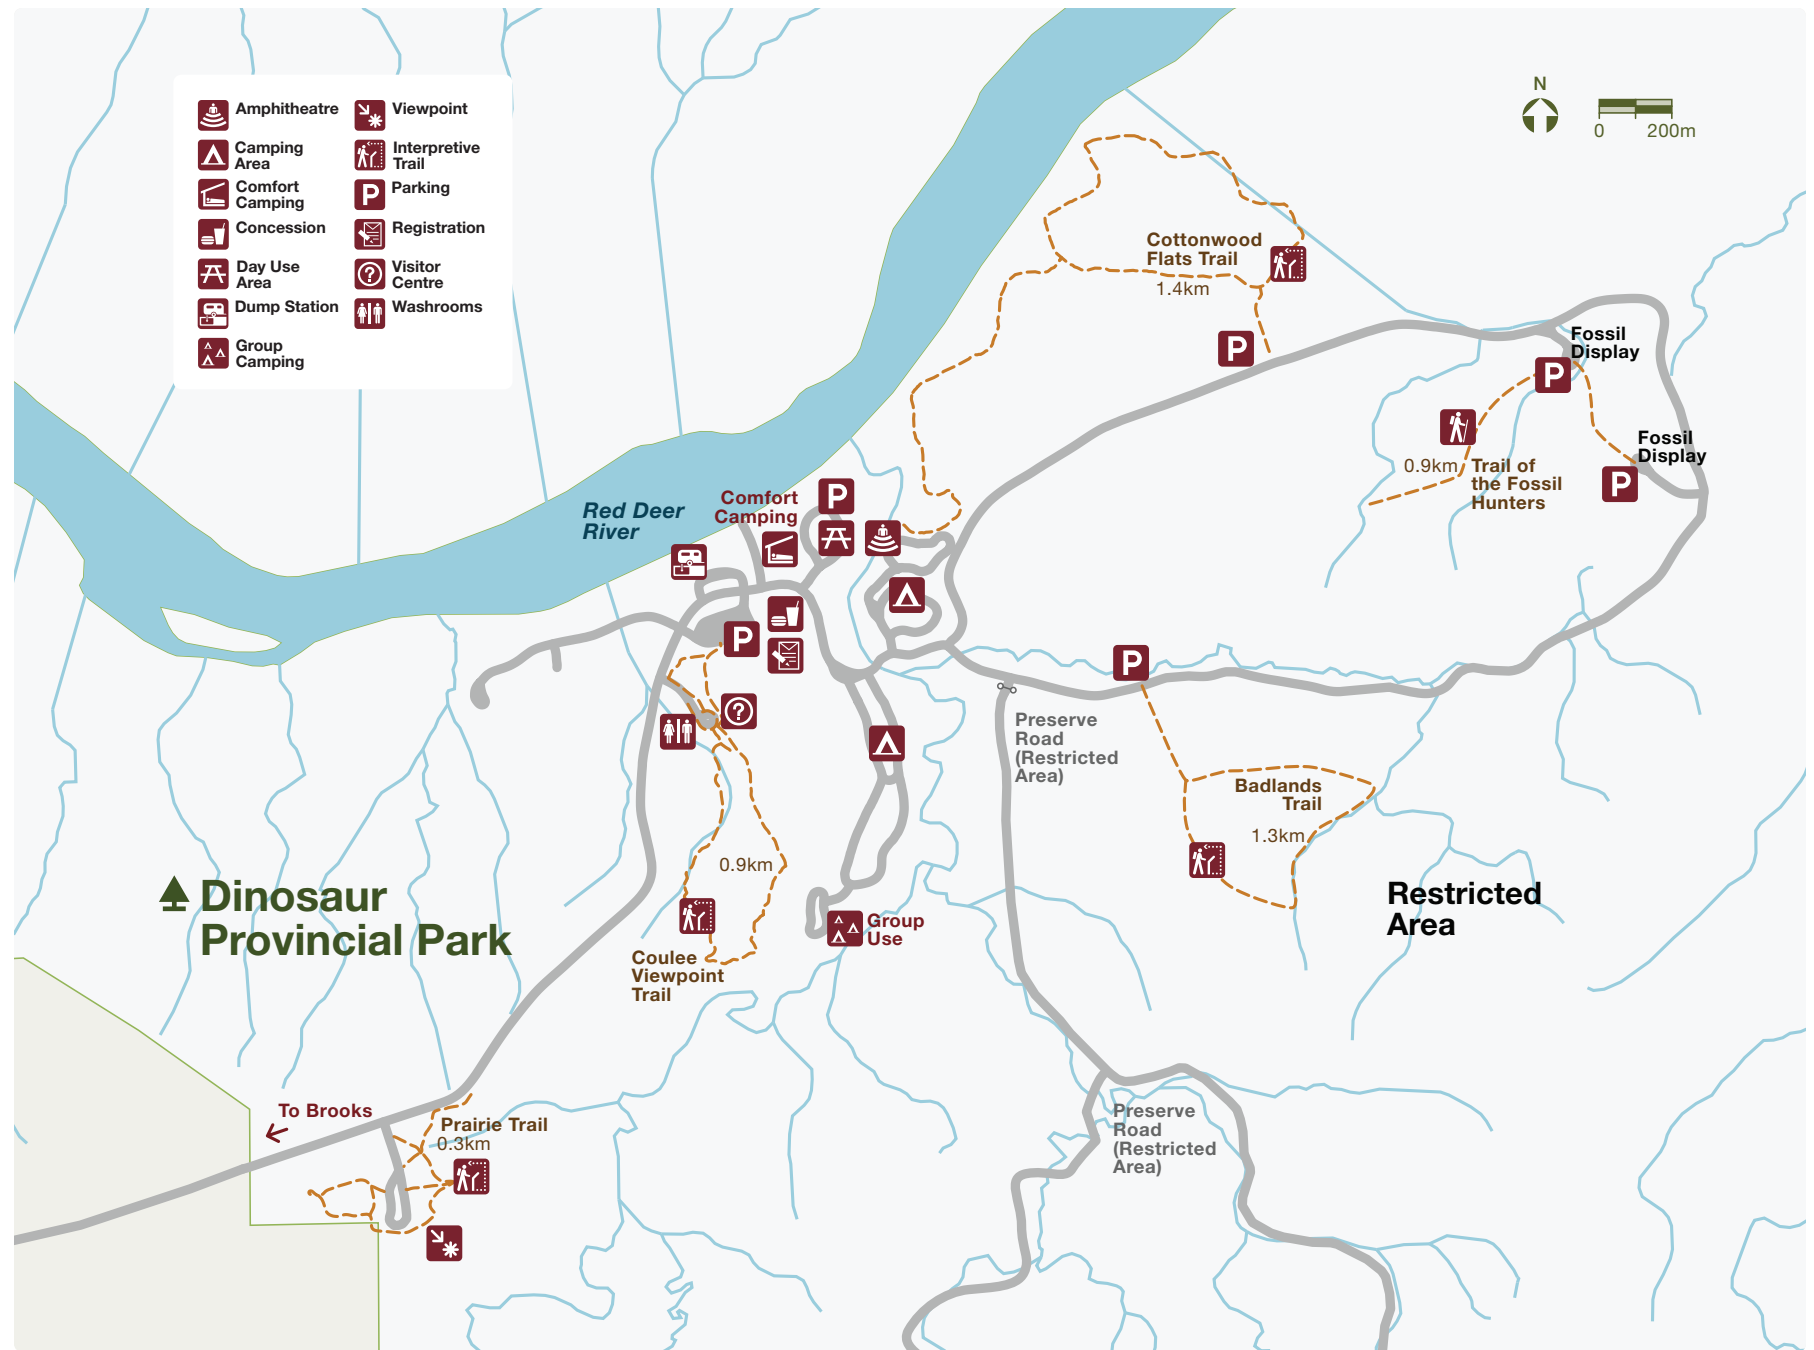 Amphitheatre
Camping
Area
Comfort
Camping
Concession
Day Use
Area
Dump Station
Group
Camping
Viewpoint
Interpretive
Trail
P
Parking
Registration
?
Visitor
Centre
Washrooms
N
0 200m
Cottonwood
Flats Trail
1.4km
P
Fossil
Display
P
Fossil
Display
P
0.9km
Trail of
the Fossil
Hunters
Red Deer
River
Comfort
Camping
P
P
?
P
Preserve
Road
(Restricted
Area)
Badlands
Trail
1.3km
Restricted
Area
0.9km
Coulee
Viewpoint
Trail
Group
Use
Dinosaur
Provincial Park
To Brooks
Prairie Trail
0.3km
Preserve
Road
(Restricted
Area)